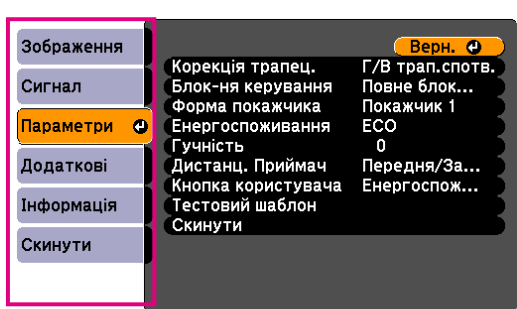 Зображення
Сигнал
Параметри
Додаткові
Інформація
Скинути
Верн.
Корекція трапец. Г/В трап.спотв.
Блок-ня керування Повне блок...
Форма покажчика Покажчик 1
Енергоспоживання ECO
Гучність 0
Дистанц. Приймач Передня/За...
Кнопка користувача Енергоспож...
Тестовий шаблон
Скинути